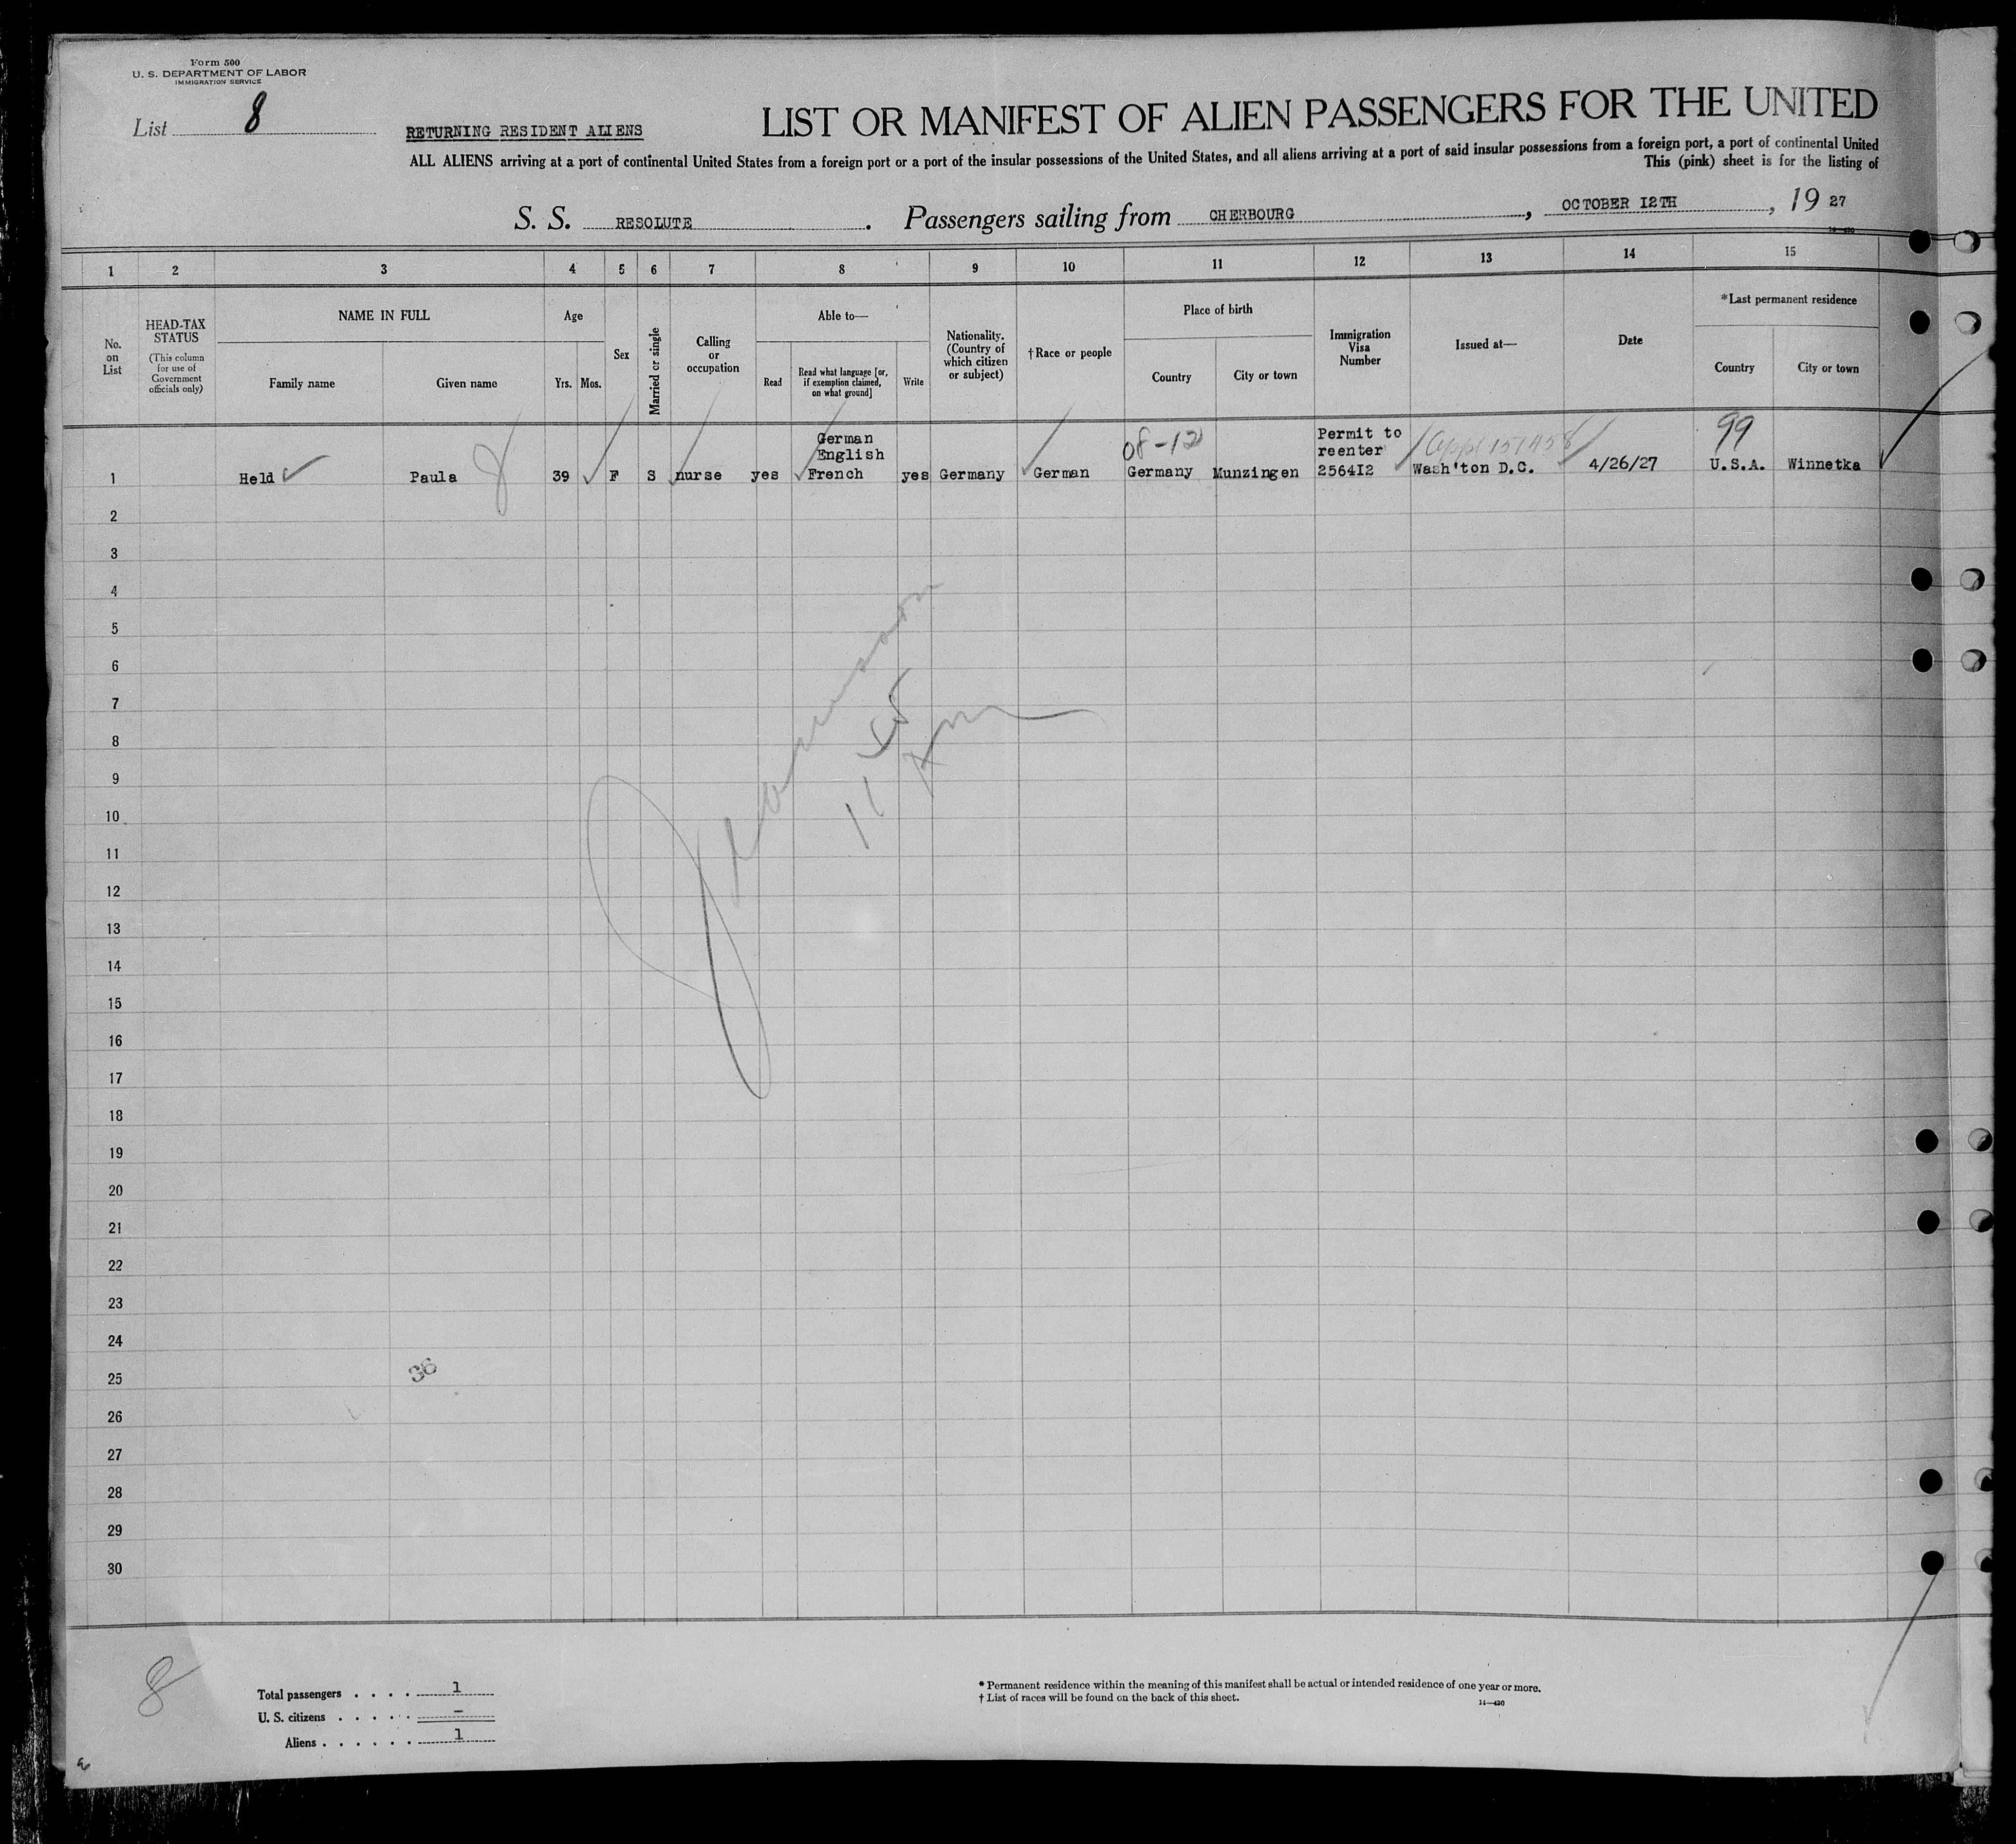 Form 500
U. S. DEPARTMENT OF LABOR
IMMIGRATION SERVICE
List 8
RETURNING RESIDENT ALIENS
LIST OR MANIFEST OF ALIEN PASSENGERS FOR THE UNITED
ALL ALIENS arriving at a port of continental United States from a foreign port or a port of the insular possessions of the United States, and all aliens arriving at a port of said insular possessions from a foreign port, a port of continental United
This (pink) sheet is for the listing of
S. S. RESOLUTE. Passengers sailing from CHERBOURG, OCTOBER 12TH, 19 27
14—430
1 2 3 4 5 6 7 8 9 10 11 12 13 14 15
No. on List
HEAD-TAX STATUS
(This column for use of Government officials only)
NAME IN FULL
Family name
Given name
Age
Yrs. Mos.
Sex
Married or single
Calling or occupation
Able to—
Read
Read what language [or, if exemption claimed, on what ground]
Write
Nationality. (Country of which citizen or subject)
†Race or people
Place of birth
Country
City or town
Immigration Visa Number
Issued at—
Date
*Last permanent residence
Country
City or town
German
English
08-12
Permit to
reenter
99
1 Held Paula 39 F S nurse yes French yes Germany German Germany Munzingen 256412 Wash'ton D.C. 4/26/27 U.S.A. Winnetka
8
2
3
4
5
6
7
8
9
10
11
12
13
14
15
16
17
18
19
20
21
22
23
24
25
26
27
28
29
30
11 45
36
8
Total passengers . . . . 1
U. S. citizens . . . . . –
Aliens . . . . . . 1
* Permanent residence within the meaning of this manifest shall be actual or intended residence of one year or more.
† List of races will be found on the back of this sheet.
14—430